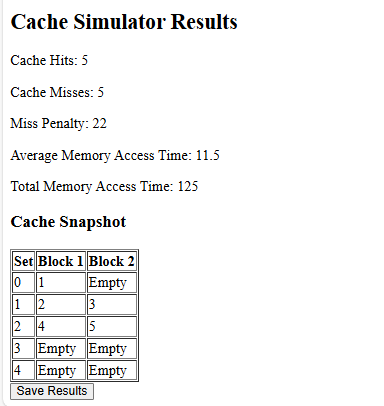 Cache Simulator Results
Cache Hits: 5
Cache Misses: 5
Miss Penalty: 22
Average Memory Access Time: 11.5
Total Memory Access Time: 125
Cache Snapshot
Set Block 1 Block 2
0 1 Empty
1 2 3
2 4 5
3 Empty Empty
4 Empty Empty
Save Results